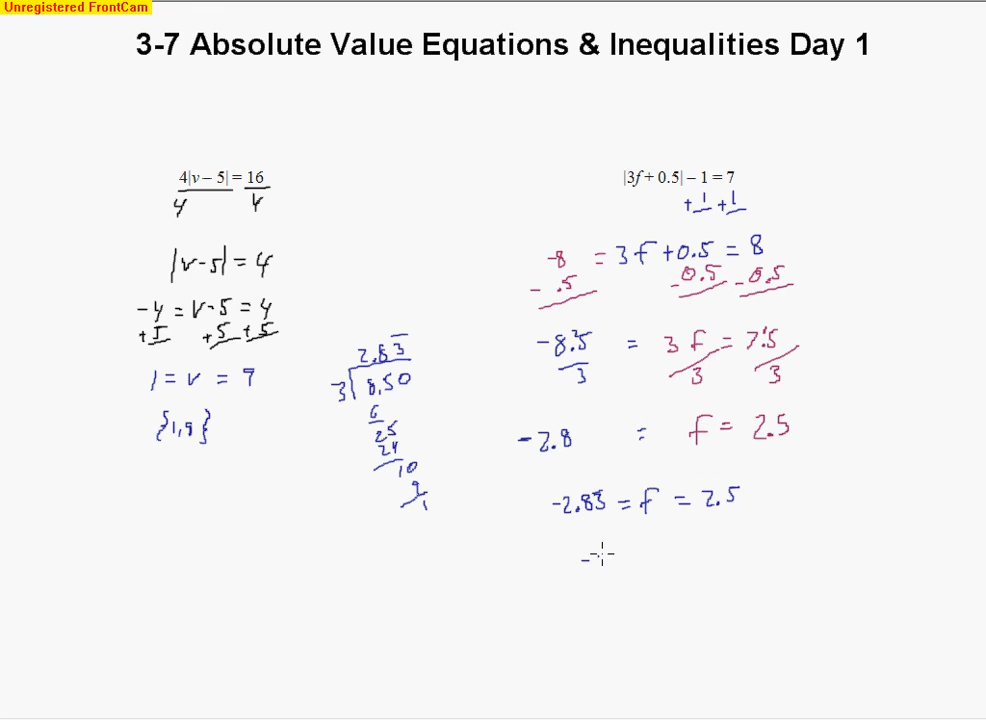 Unregistered FrontCam
3-7 Absolute Value Equations & Inequalities Day 1
4|v – 5| = 16
4 4
|v-5| = 4
-4 = v-5 = 4
+5 +5 +5
1 = v = 9
{1,9}
2.83
3 8.50
6
25
24
10
9
1
|3f + 0.5| – 1 = 7
+1 +1
-8 = 3f +0.5 = 8
- .5 -0.5 -0.5
-8.5 = 3f = 7.5
3 3 3
-2.8 = f = 2.5
-2.83 = f = 2.5